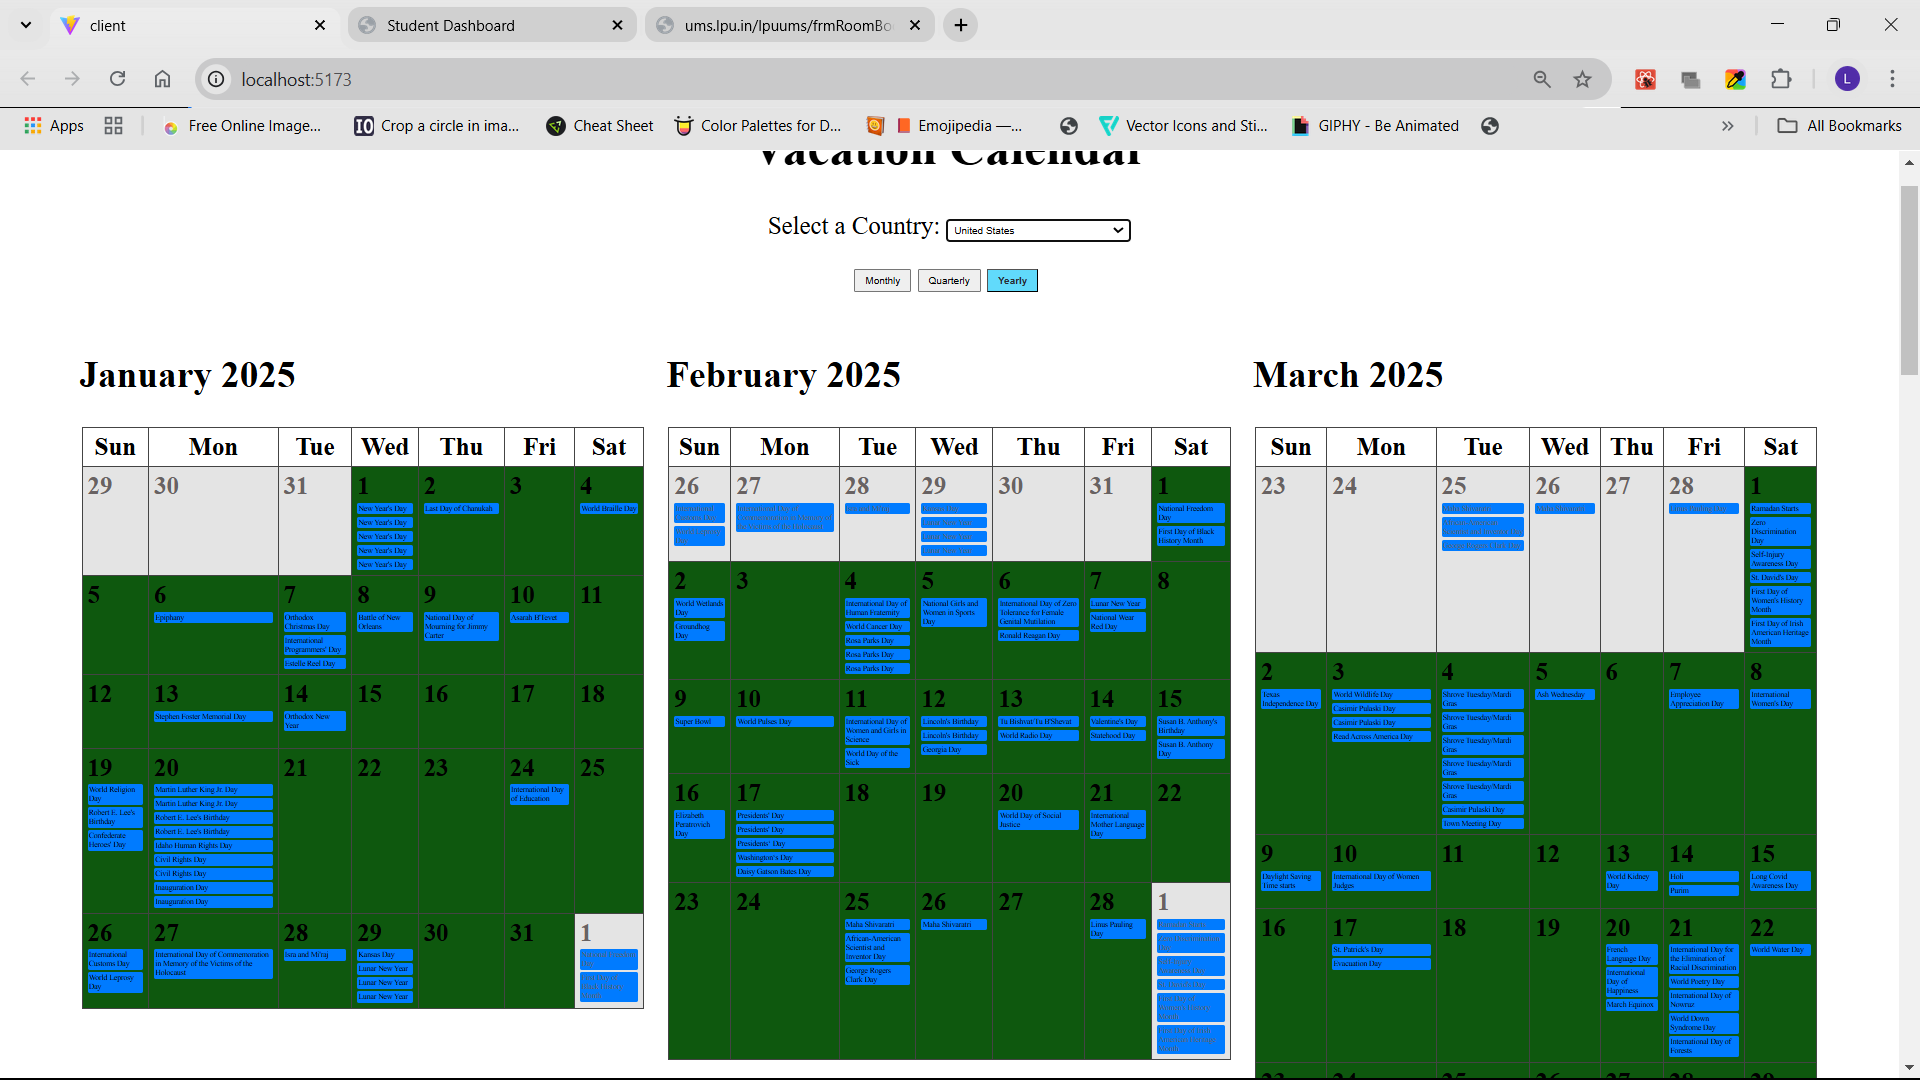 client
Student Dashboard
ums.lpu.in/lpuums/frmRoomBo
localhost:5173
L
Apps
Free Online Image...
Crop a circle in ima...
Cheat Sheet
Color Palettes for D...
Emojipedia —...
Vector Icons and Sti...
GIPHY - Be Animated
All Bookmarks
Vacation Calendar
Select a Country: United States
Monthly Quarterly Yearly
January 2025
Sun Mon Tue Wed Thu Fri Sat
29 30 31 1 2 3 4
New Year's Day
New Year's Day
New Year's Day
New Year's Day
New Year's Day
Last Day of Chanukah
World Braille Day
5 6 7 8 9 10 11
Epiphany
Orthodox
Christmas Day
International
Programmers' Day
Estelle Reel Day
Battle of New
Orleans
National Day of
Mourning for Jimmy
Carter
Asarah B'Tevet
12 13 14 15 16 17 18
Stephen Foster Memorial Day
Orthodox New
Year
19 20 21 22 23 24 25
World Religion
Day
Robert E. Lee's
Birthday
Confederate
Heroes' Day
Martin Luther King Jr. Day
Martin Luther King Jr. Day
Robert E. Lee's Birthday
Robert E. Lee's Birthday
Idaho Human Rights Day
Civil Rights Day
Civil Rights Day
Inauguration Day
Inauguration Day
International Day
of Education
26 27 28 29 30 31 1
International
Customs Day
World Leprosy
Day
International Day of Commemoration
in Memory of the Victims of the
Holocaust
Isra and Mi'raj
Kansas Day
Lunar New Year
Lunar New Year
Lunar New Year
February 2025
Sun Mon Tue Wed Thu Fri Sat
26 27 28 29 30 31 1
National Freedom
Day
First Day of Black
History Month
2 3 4 5 6 7 8
World Wetlands
Day
Groundhog
Day
International Day of
Human Fraternity
World Cancer Day
Rosa Parks Day
Rosa Parks Day
Rosa Parks Day
National Girls and
Women in Sports
Day
International Day of Zero
Tolerance for Female
Genital Mutilation
Ronald Reagan Day
Lunar New Year
National Wear
Red Day
9 10 11 12 13 14 15
Super Bowl
World Pulses Day
International Day of
Women and Girls in
Science
World Day of the
Sick
Lincoln's Birthday
Lincoln's Birthday
Georgia Day
Tu Bishvat/Tu B'Shevat
World Radio Day
Valentine's Day
Statehood Day
Susan B. Anthony's
Birthday
Susan B. Anthony
Day
16 17 18 19 20 21 22
Elizabeth
Peratrovich
Day
Presidents' Day
Presidents' Day
Presidents' Day
Washington's Day
Daisy Gatson Bates Day
World Day of Social
Justice
International
Mother Language
Day
23 24 25 26 27 28 1
Maha Shivaratri
African-American
Scientist and
Inventor Day
George Rogers
Clark Day
Maha Shivaratri
Linus Pauling
Day
March 2025
Sun Mon Tue Wed Thu Fri Sat
23 24 25 26 27 28 1
Ramadan Starts
Zero
Discrimination
Day
Self-Injury
Awareness Day
St. David's Day
First Day of
Women's History
Month
First Day of Irish
American Heritage
Month
2 3 4 5 6 7 8
Texas
Independence Day
World Wildlife Day
Casimir Pulaski Day
Casimir Pulaski Day
Read Across America Day
Shrove Tuesday/Mardi
Gras
Shrove Tuesday/Mardi
Gras
Shrove Tuesday/Mardi
Gras
Shrove Tuesday/Mardi
Gras
Shrove Tuesday/Mardi
Gras
Casimir Pulaski Day
Town Meeting Day
Ash Wednesday
Employee
Appreciation Day
International
Women's Day
9 10 11 12 13 14 15
Daylight Saving
Time starts
International Day of Women
Judges
World Kidney
Day
Holi
Purim
Long Covid
Awareness Day
16 17 18 19 20 21 22
St. Patrick's Day
Evacuation Day
French
Language Day
International
Day of
Happiness
March Equinox
International Day for
the Elimination of
Racial Discrimination
World Poetry Day
International Day of
Nowruz
World Down
Syndrome Day
International Day of
Forests
World Water Day
23 24 25 26 27 28 29